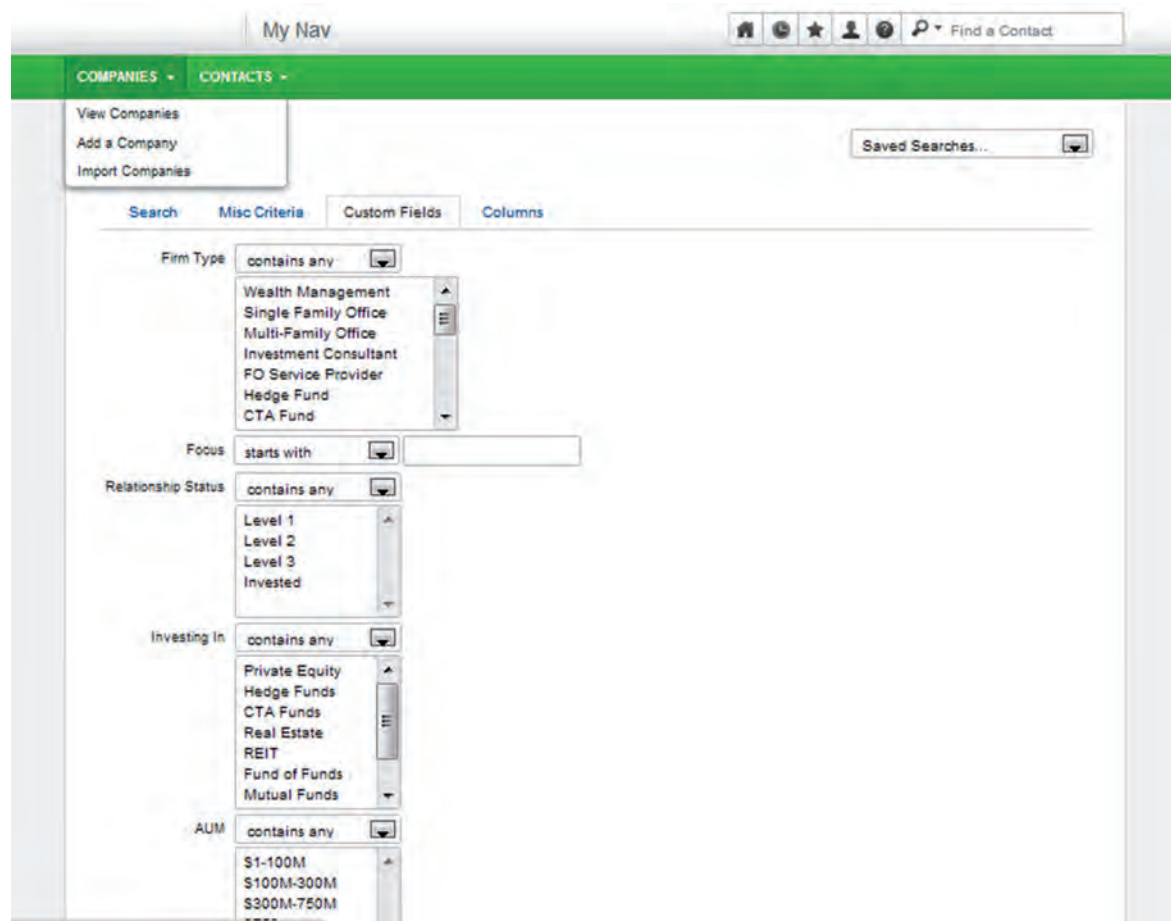 My Nav
Find a Contact
COMPANIES CONTACTS
View Companies
Add a Company
Import Companies
Saved Searches...
Search Misc Criteria Custom Fields Columns
Firm Type contains any
Wealth Management
Single Family Office
Multi-Family Office
Investment Consultant
FO Service Provider
Hedge Fund
CTA Fund
Focus starts with
Relationship Status contains any
Level 1
Level 2
Level 3
Invested
Investing In contains any
Private Equity
Hedge Funds
CTA Funds
Real Estate
REIT
Fund of Funds
Mutual Funds
AUM contains any
$1-100M
$100M-300M
$300M-750M